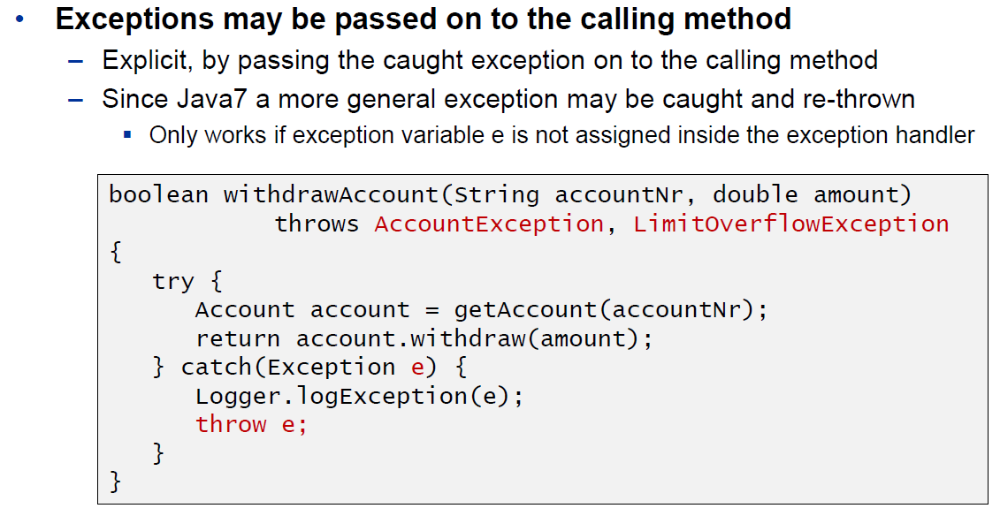 • Exceptions may be passed on to the calling method
– Explicit, by passing the caught exception on to the calling method
– Since Java7 a more general exception may be caught and re-thrown
▪ Only works if exception variable e is not assigned inside the exception handler
boolean withdrawAccount(String accountNr, double amount)
throws AccountException, LimitOverflowException
{
try {
Account account = getAccount(accountNr);
return account.withdraw(amount);
} catch(Exception e) {
Logger.logException(e);
throw e;
}
}